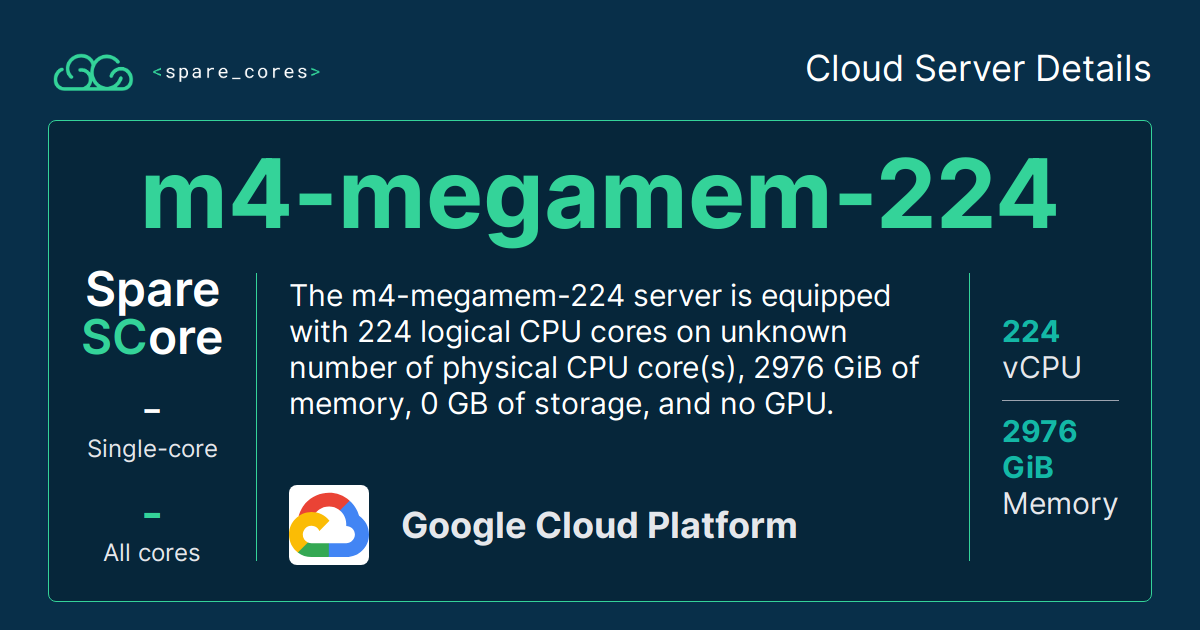 <spare_cores>
Cloud Server Details
m4-megamem-224
Spare
SCore
-
Single-core
-
All cores
The m4-megamem-224 server is equipped
with 224 logical CPU cores on unknown
number of physical CPU core(s), 2976 GiB of
memory, 0 GB of storage, and no GPU.
Google Cloud Platform
224
vCPU
2976
GiB
Memory